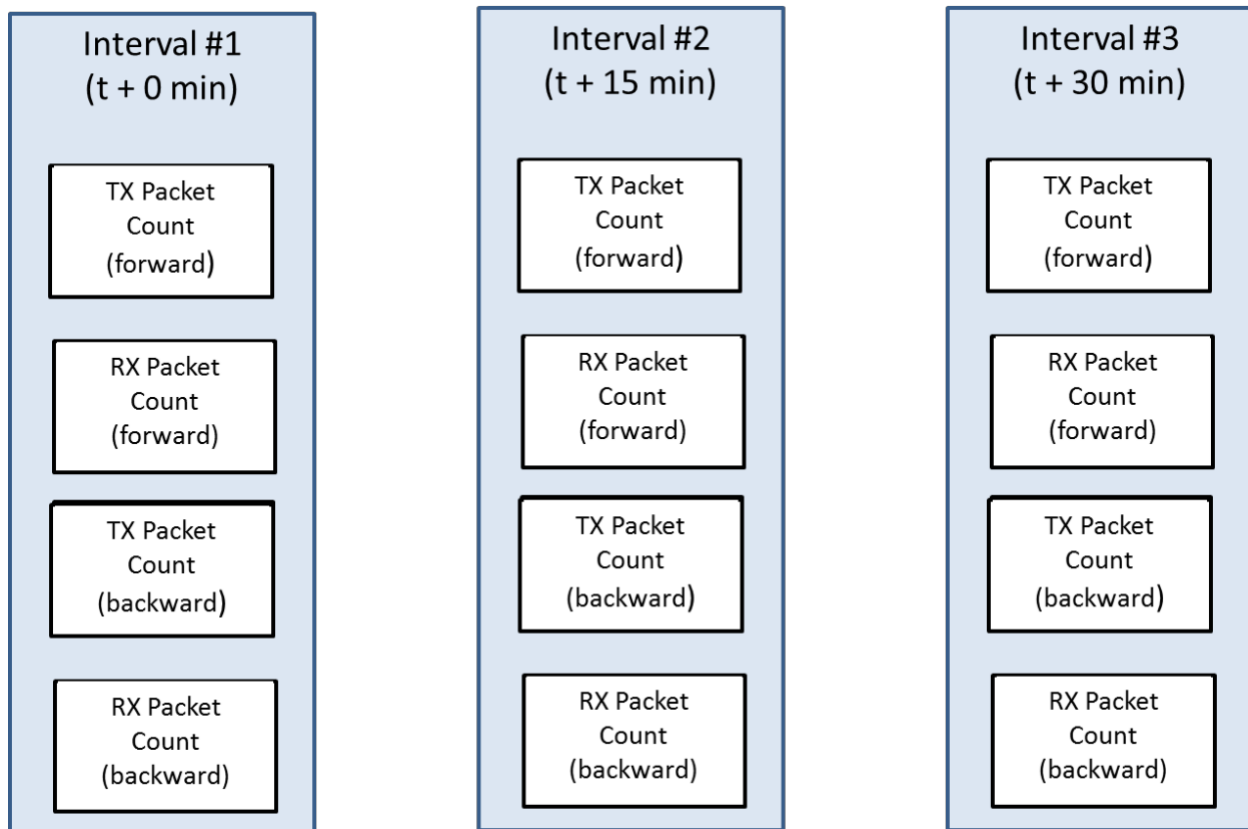 Interval #1
(t + 0 min)
TX Packet
Count
(forward)
RX Packet
Count
(forward)
TX Packet
Count
(backward)
RX Packet
Count
(backward)
Interval #2
(t + 15 min)
TX Packet
Count
(forward)
RX Packet
Count
(forward)
TX Packet
Count
(backward)
RX Packet
Count
(backward)
Interval #3
(t + 30 min)
TX Packet
Count
(forward)
RX Packet
Count
(forward)
TX Packet
Count
(backward)
RX Packet
Count
(backward)